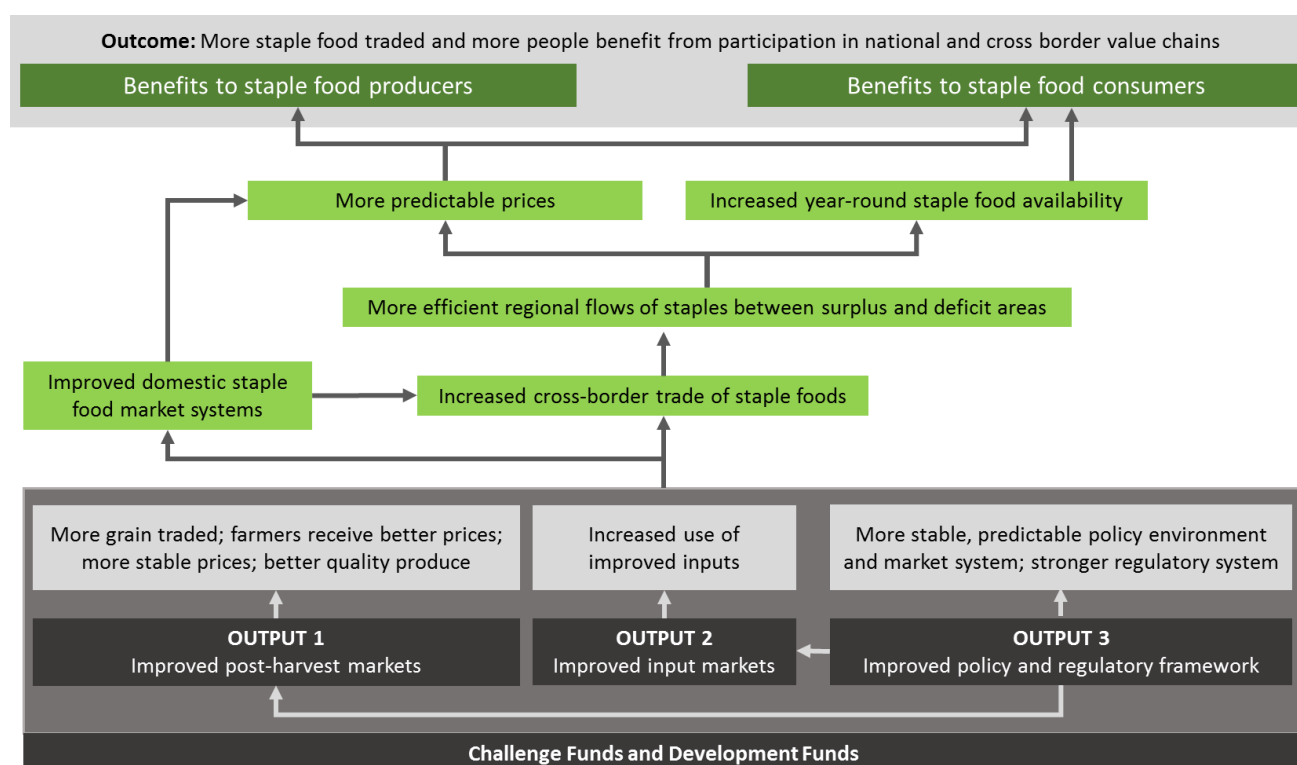 Outcome: More staple food traded and more people benefit from participation in national and cross border value chains
Benefits to staple food producers
Benefits to staple food consumers
More predictable prices
Increased year-round staple food availability
More efficient regional flows of staples between surplus and deficit areas
Improved domestic staple
food market systems
Increased cross-border trade of staple foods
More grain traded; farmers receive better prices;
more stable prices; better quality produce
Increased use of
improved inputs
More stable, predictable policy environment
and market system; stronger regulatory system
OUTPUT 1
Improved post-harvest markets
OUTPUT 2
Improved input markets
OUTPUT 3
Improved policy and regulatory framework
Challenge Funds and Development Funds